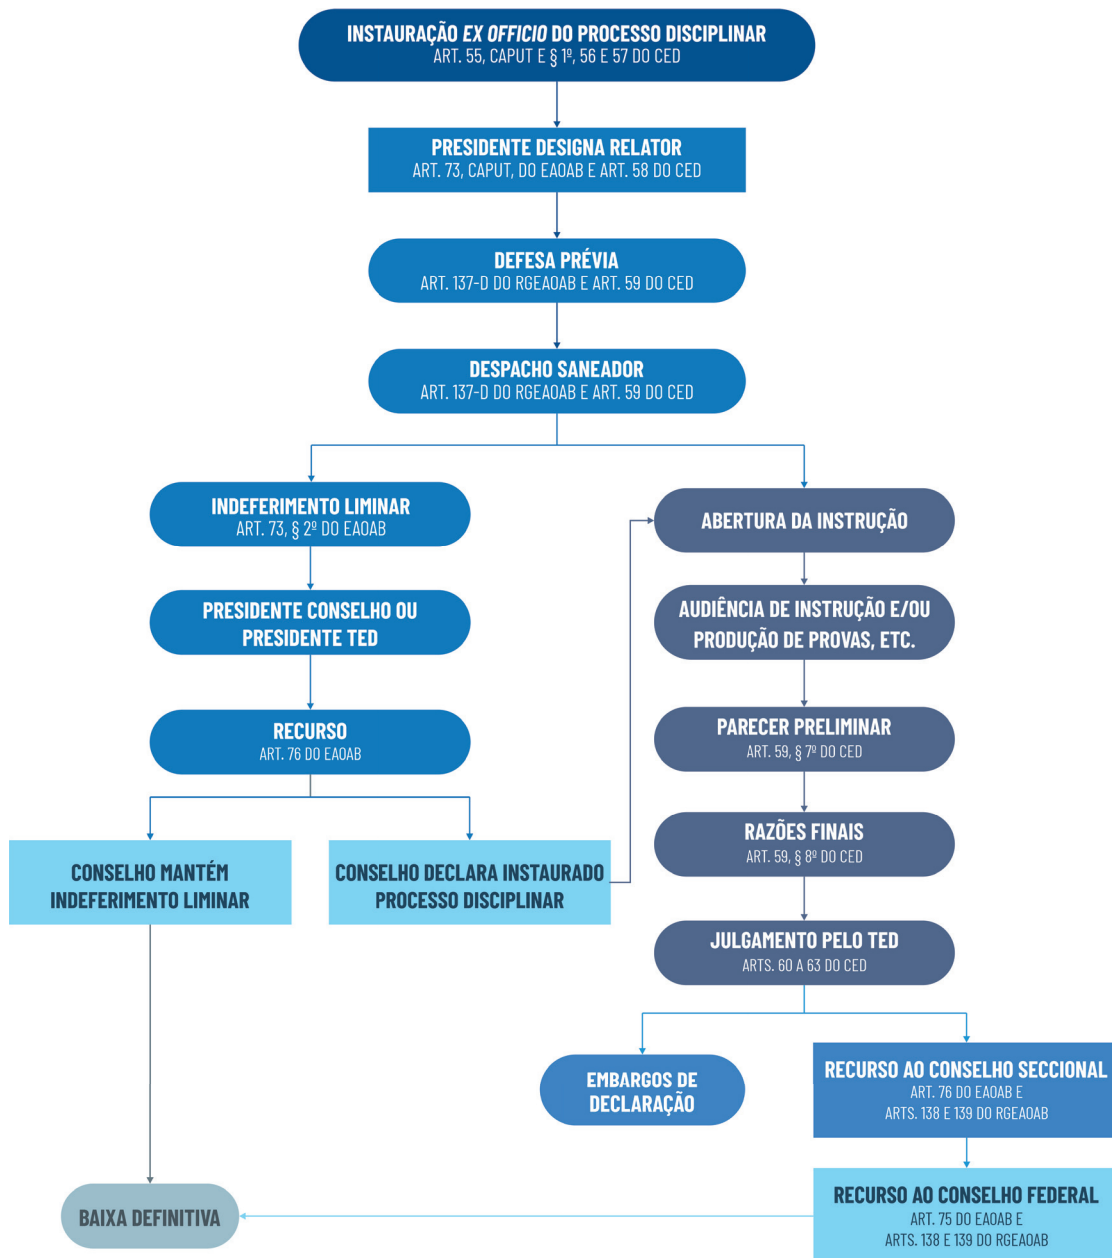 INSTAURAÇÃO EX OFFICIO DO PROCESSO DISCIPLINAR
ART. 55, CAPUT E § 1º, 56 E 57 DO CED
PRESIDENTE DESIGNA RELATOR
ART. 73, CAPUT, DO EAOAB E ART. 58 DO CED
DEFESA PRÉVIA
ART. 137-D DO RGEAOAB E ART. 59 DO CED
DESPACHO SANEADOR
ART. 137-D DO RGEAOAB E ART. 59 DO CED
INDEFERIMENTO LIMINAR
ART. 73, § 2º DO EAOAB
PRESIDENTE CONSELHO OU
PRESIDENTE TED
RECURSO
ART. 76 DO EAOAB
CONSELHO MANTÉM
INDEFERIMENTO LIMINAR
CONSELHO DECLARA INSTAURADO
PROCESSO DISCIPLINAR
ABERTURA DA INSTRUÇÃO
AUDIÊNCIA DE INSTRUÇÃO E/OU
PRODUÇÃO DE PROVAS, ETC.
PARECER PRELIMINAR
ART. 59, § 7º DO CED
RAZÕES FINAIS
ART. 59, § 8º DO CED
JULGAMENTO PELO TED
ARTS. 60 A 63 DO CED
EMBARGOS DE
DECLARAÇÃO
RECURSO AO CONSELHO SECCIONAL
ART. 76 DO EAOAB E
ARTS. 138 E 139 DO RGEAOAB
RECURSO AO CONSELHO FEDERAL
ART. 75 DO EAOAB E
ARTS. 138 E 139 DO RGEAOAB
BAIXA DEFINITIVA